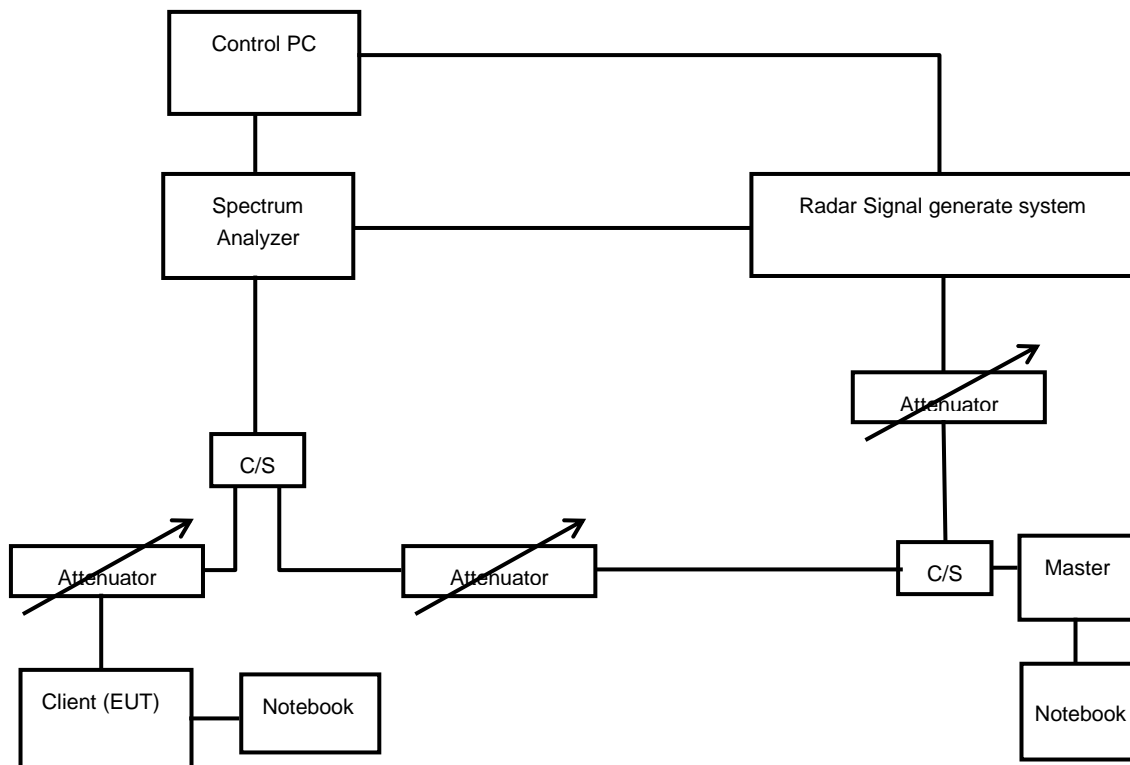 Control PC
Spectrum
Analyzer
Radar Signal generate system
Attenuator
C/S
Attenuator
Attenuator
C/S
Master
Client (EUT)
Notebook
Notebook